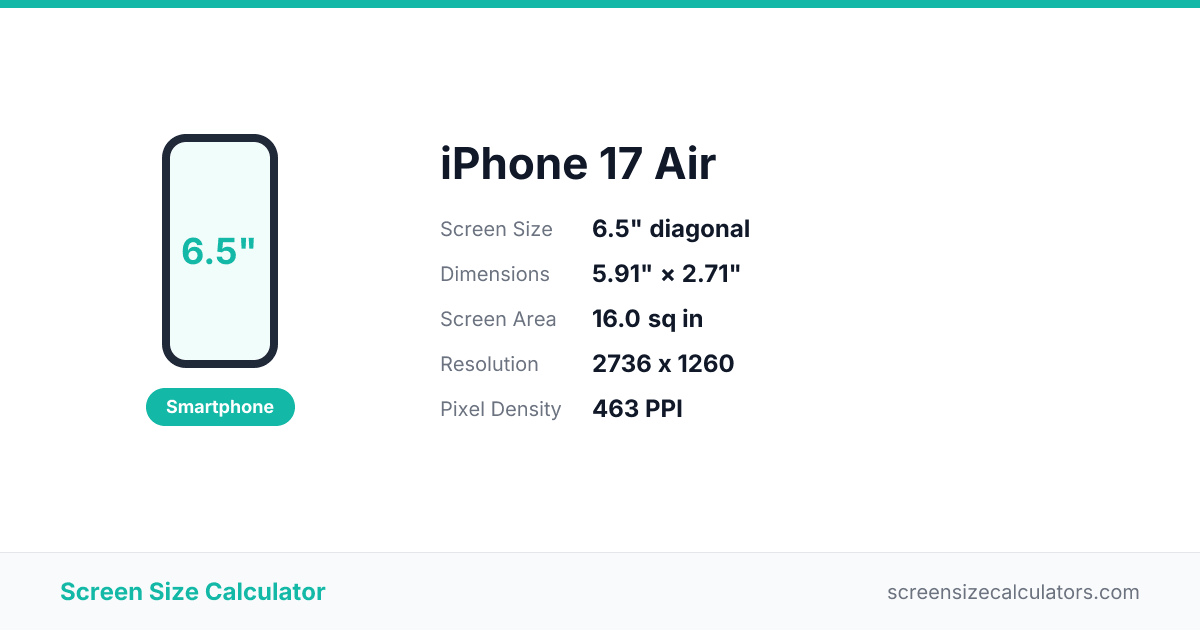 6.5"
Smartphone
iPhone 17 Air
Screen Size 6.5" diagonal
Dimensions 5.91" × 2.71"
Screen Area 16.0 sq in
Resolution 2736 x 1260
Pixel Density 463 PPI
Screen Size Calculator
screensizecalculators.com